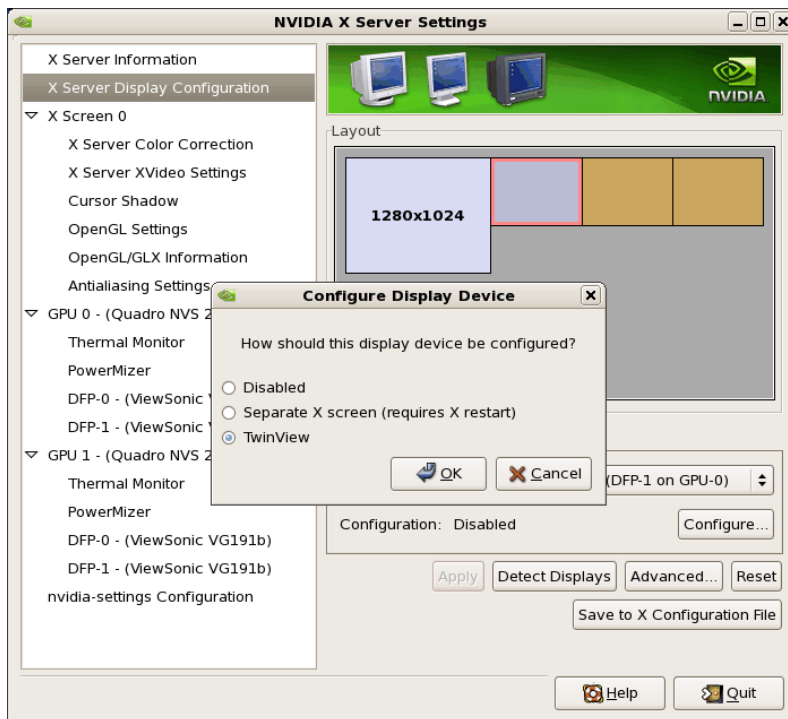 NVIDIA X Server Settings
X Server Information
X Server Display Configuration
X Screen 0
X Server Color Correction
X Server XVideo Settings
Cursor Shadow
OpenGL Settings
OpenGL/GLX Information
Antialiasing Settings
GPU 0 - (Quadro NVS 2
Thermal Monitor
PowerMizer
DFP-0 - (ViewSonic
DFP-1 - (ViewSonic
GPU 1 - (Quadro NVS 2
Thermal Monitor
PowerMizer
DFP-0 - (ViewSonic VG191b)
DFP-1 - (ViewSonic VG191b)
nvidia-settings Configuration
NVIDIA
Layout
1280x1024
Configure Display Device
How should this display device be configured?
Disabled
Separate X screen (requires X restart)
TwinView
OK
Cancel
(DFP-1 on GPU-0)
Configuration: Disabled
Configure...
Apply
Detect Displays
Advanced...
Reset
Save to X Configuration File
Help
Quit